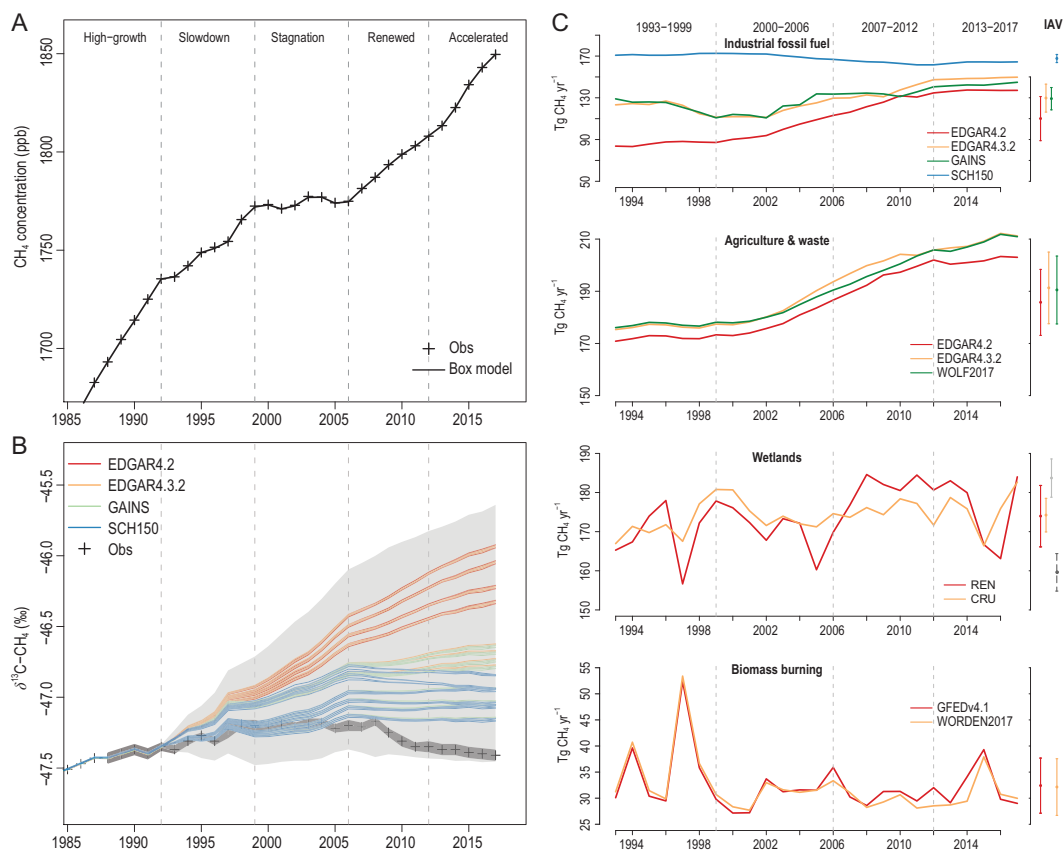 A
High-growth Slowdown Stagnation Renewed Accelerated
CH₄ concentration (ppb)
1850
1800
1750
1700
Obs
Box model
1985 1990 1995 2000 2005 2010 2015
B
EDGAR4.2
EDGAR4.3.2
GAINS
SCH150
Obs
δ¹³C−CH₄ (‰)
−45.5
−46.0
−46.5
−47.0
−47.5
1985 1990 1995 2000 2005 2010 2015
C
1993−1999 2000−2006 2007−2012 2013−2017 IAV
Industrial fossil fuel
Tg CH₄ yr⁻¹
170
130
90
50
EDGAR4.2
EDGAR4.3.2
GAINS
SCH150
1994 1998 2002 2006 2010 2014
Agriculture & waste
Tg CH₄ yr⁻¹
210
190
170
150
EDGAR4.2
EDGAR4.3.2
WOLF2017
1994 1998 2002 2006 2010 2014
Wetlands
Tg CH₄ yr⁻¹
190
180
170
160
150
REN
CRU
1994 1998 2002 2006 2010 2014
Biomass burning
Tg CH₄ yr⁻¹
55
50
45
40
35
30
25
GFEDv4.1
WORDEN2017
1994 1998 2002 2006 2010 2014